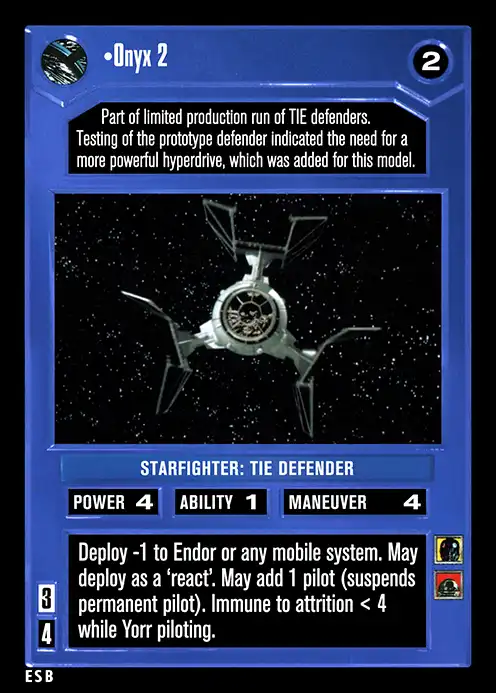 •Onyx 2
2
Part of limited production run of TIE defenders.
Testing of the prototype defender indicated the need for a
more powerful hyperdrive, which was added for this model.
STARFIGHTER: TIE DEFENDER
POWER 4 ABILITY 1 MANEUVER 4
Deploy -1 to Endor or any mobile system. May
deploy as a ‘react’. May add 1 pilot (suspends
permanent pilot). Immune to attrition < 4
while Yorr piloting.
3
4
ESB